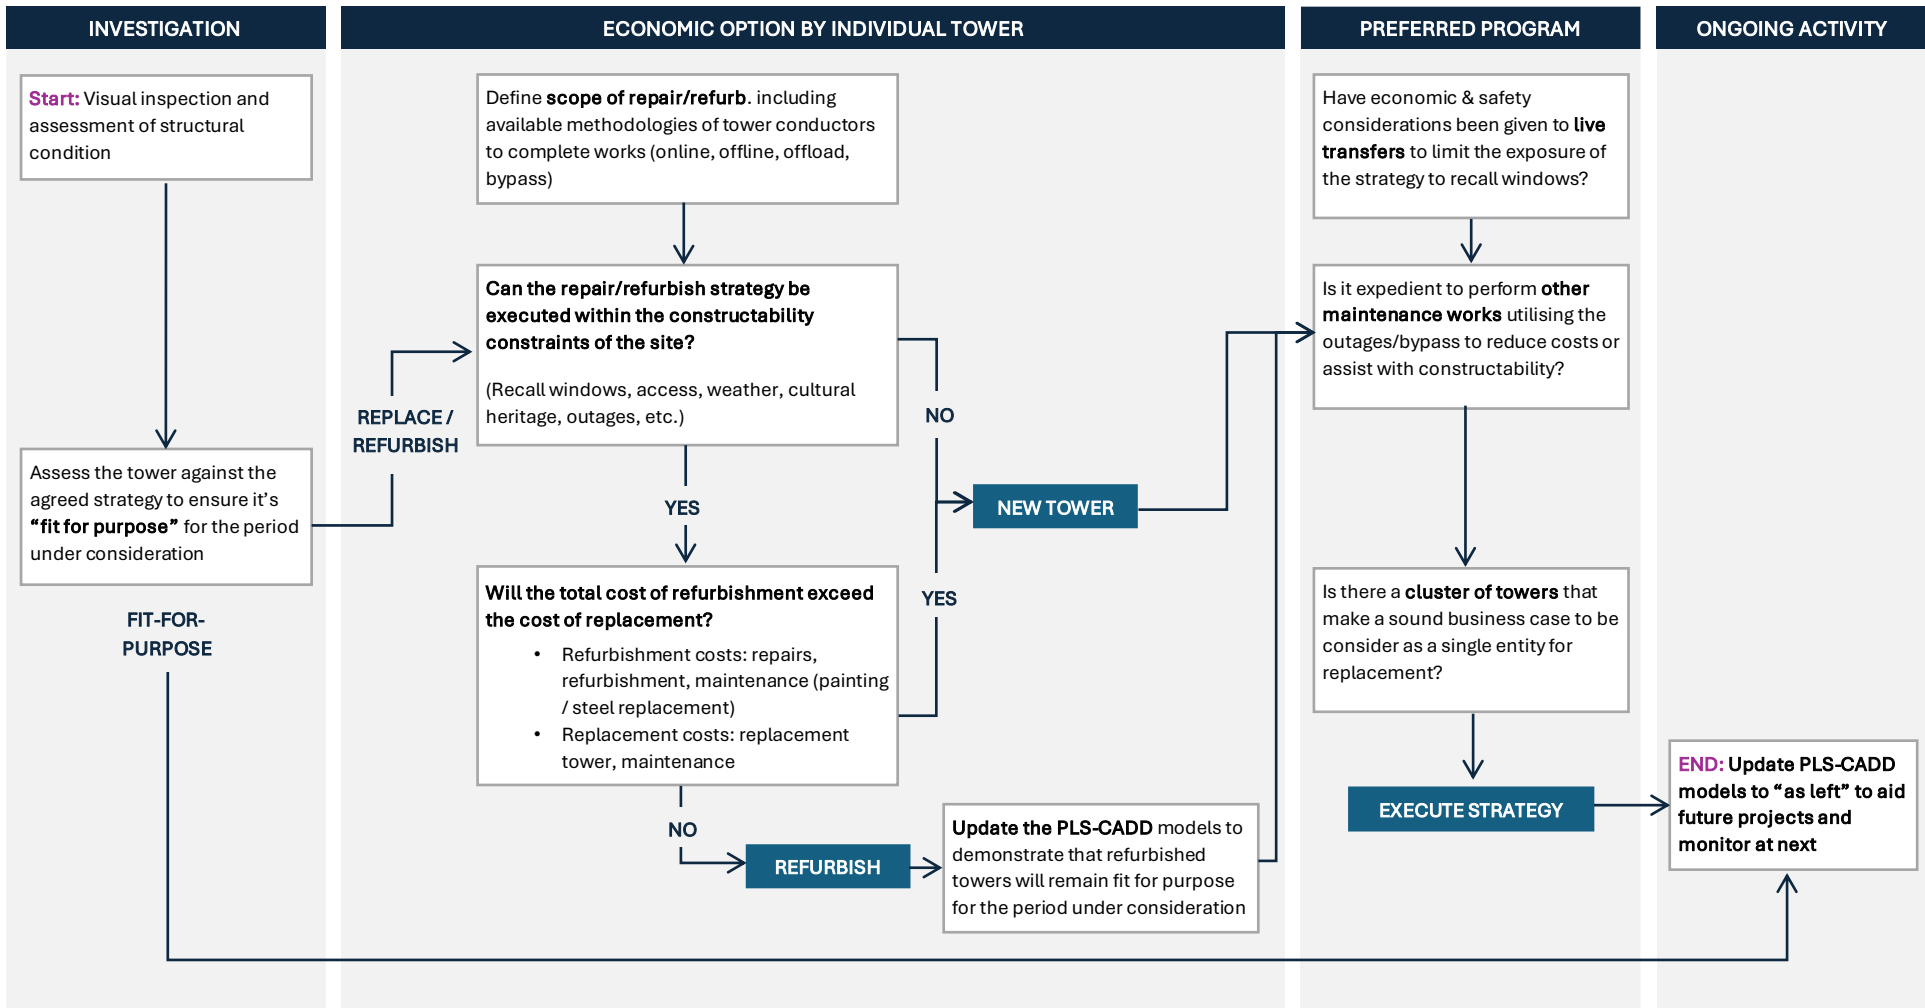 INVESTIGATION
Start: Visual inspection and
assessment of structural
condition
Assess the tower against the
agreed strategy to ensure it’s
“fit for purpose” for the period
under consideration
FIT-FOR-
PURPOSE
REPLACE /
REFURBISH
ECONOMIC OPTION BY INDIVIDUAL TOWER
Define scope of repair/refurb. including
available methodologies of tower conductors
to complete works (online, offline, offload,
bypass)
Can the repair/refurbish strategy be
executed within the constructability
constraints of the site?
(Recall windows, access, weather, cultural
heritage, outages, etc.)
NO
YES
NEW TOWER
Will the total cost of refurbishment exceed
the cost of replacement?
• Refurbishment costs: repairs,
refurbishment, maintenance (painting
/ steel replacement)
• Replacement costs: replacement
tower, maintenance
YES
NO
REFURBISH
Update the PLS-CADD models to
demonstrate that refurbished
towers will remain fit for purpose
for the period under consideration
PREFERRED PROGRAM
Have economic & safety
considerations been given to live
transfers to limit the exposure of
the strategy to recall windows?
Is it expedient to perform other
maintenance works utilising the
outages/bypass to reduce costs or
assist with constructability?
Is there a cluster of towers that
make a sound business case to be
consider as a single entity for
replacement?
EXECUTE STRATEGY
ONGOING ACTIVITY
END: Update PLS-CADD
models to “as left” to aid
future projects and
monitor at next